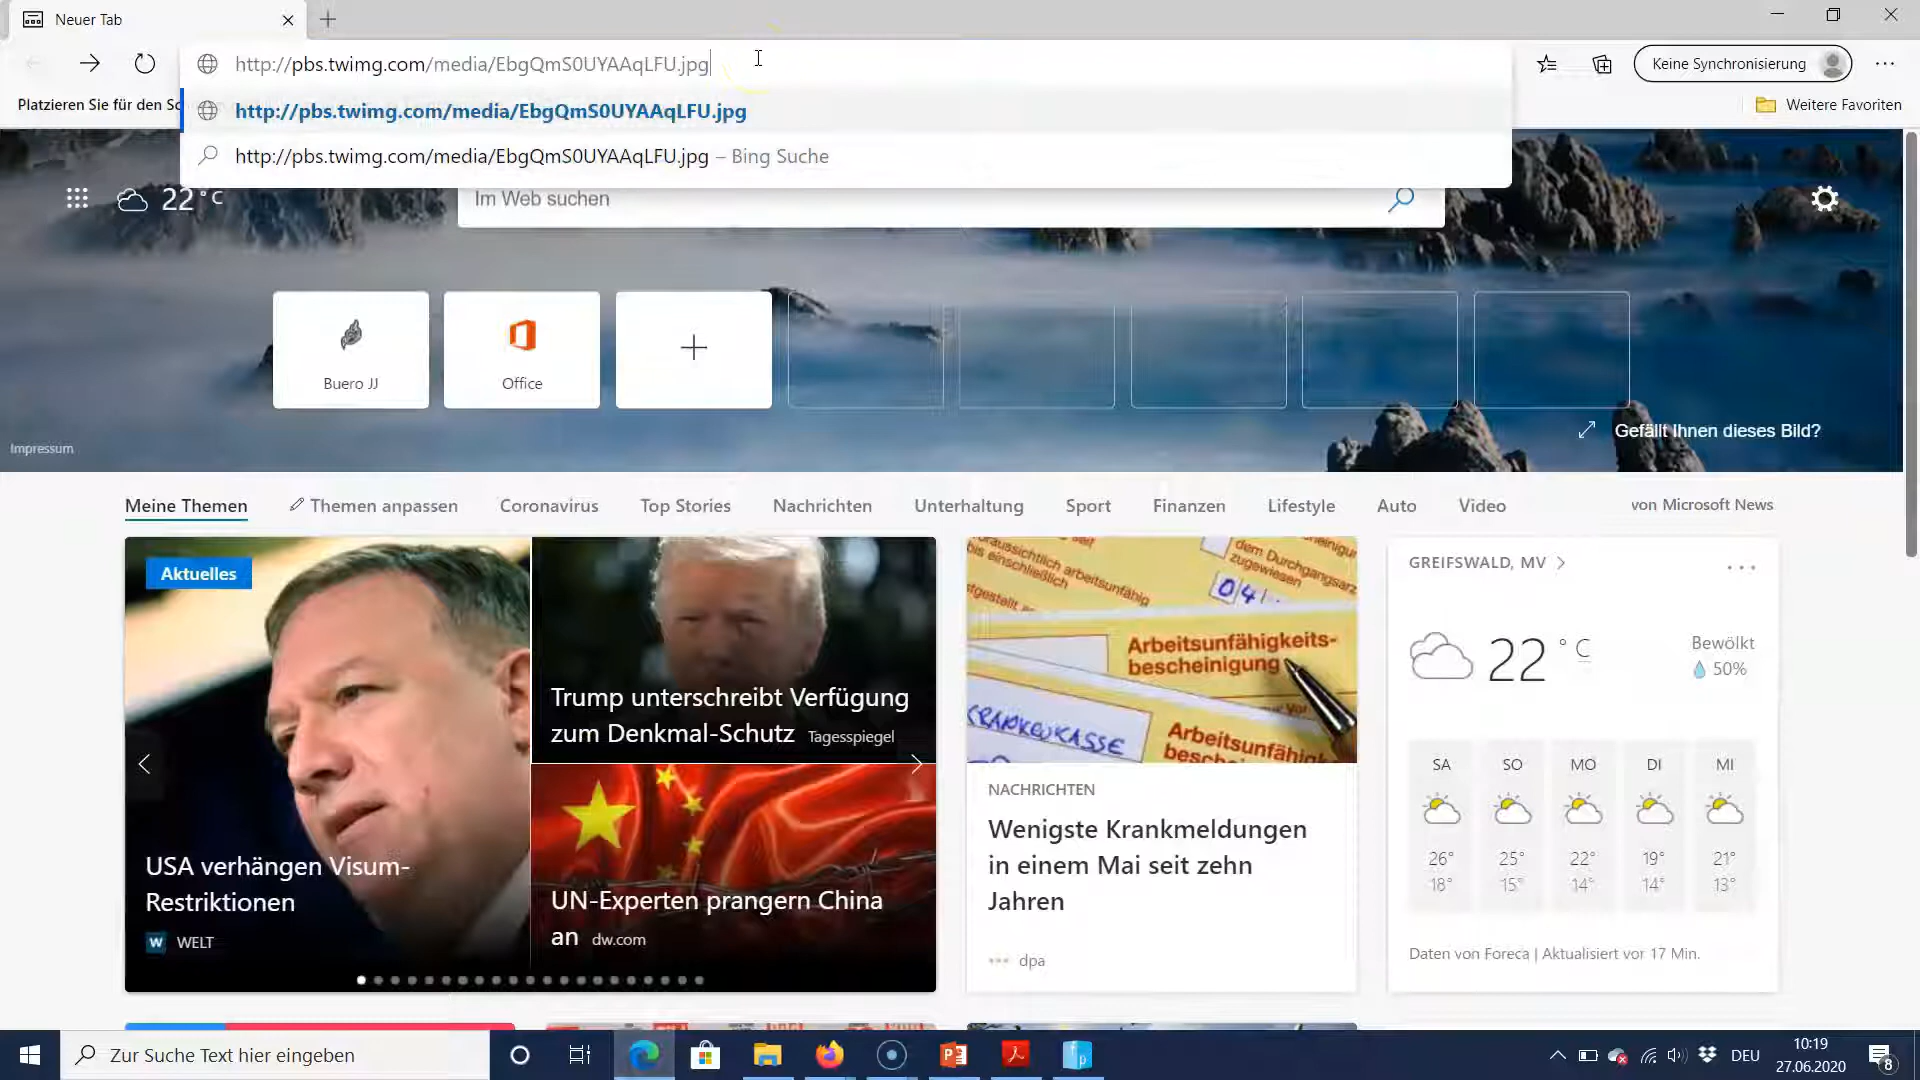 Neuer Tab
http://pbs.twimg.com/media/EbgQmS0UYAAqLFU.jpg
Keine Synchronisierung
Platzieren Sie für den Sc
http://pbs.twimg.com/media/EbgQmS0UYAAqLFU.jpg
Weitere Favoriten
http://pbs.twimg.com/media/EbgQmS0UYAAqLFU.jpg – Bing Suche
22 °C
Im Web suchen
Buero JJ
Office
Gefällt Ihnen dieses Bild?
Impressum
Meine Themen
Themen anpassen
Coronavirus
Top Stories
Nachrichten
Unterhaltung
Sport
Finanzen
Lifestyle
Auto
Video
von Microsoft News
Aktuelles
USA verhängen Visum-
Restriktionen
W WELT
Trump unterschreibt Verfügung
zum Denkmal-Schutz Tagesspiegel
UN-Experten prangern China
an dw.com
dem Durchgangsarz
zugewiesen
04
arbeitsunfähig
Arbeitsunfähigkeits-
bescheinigung
KRANKENKASSE
NACHRICHTEN
Wenigste Krankmeldungen
in einem Mai seit zehn
Jahren
dpa
GREIFSWALD, MV
22 °C
Bewölkt
50%
SA SO MO DI MI
26° 25° 22° 19° 21°
18° 15° 14° 14° 13°
Daten von Foreca | Aktualisiert vor 17 Min.
Zur Suche Text hier eingeben
DEU
10:19
27.06.2020
8